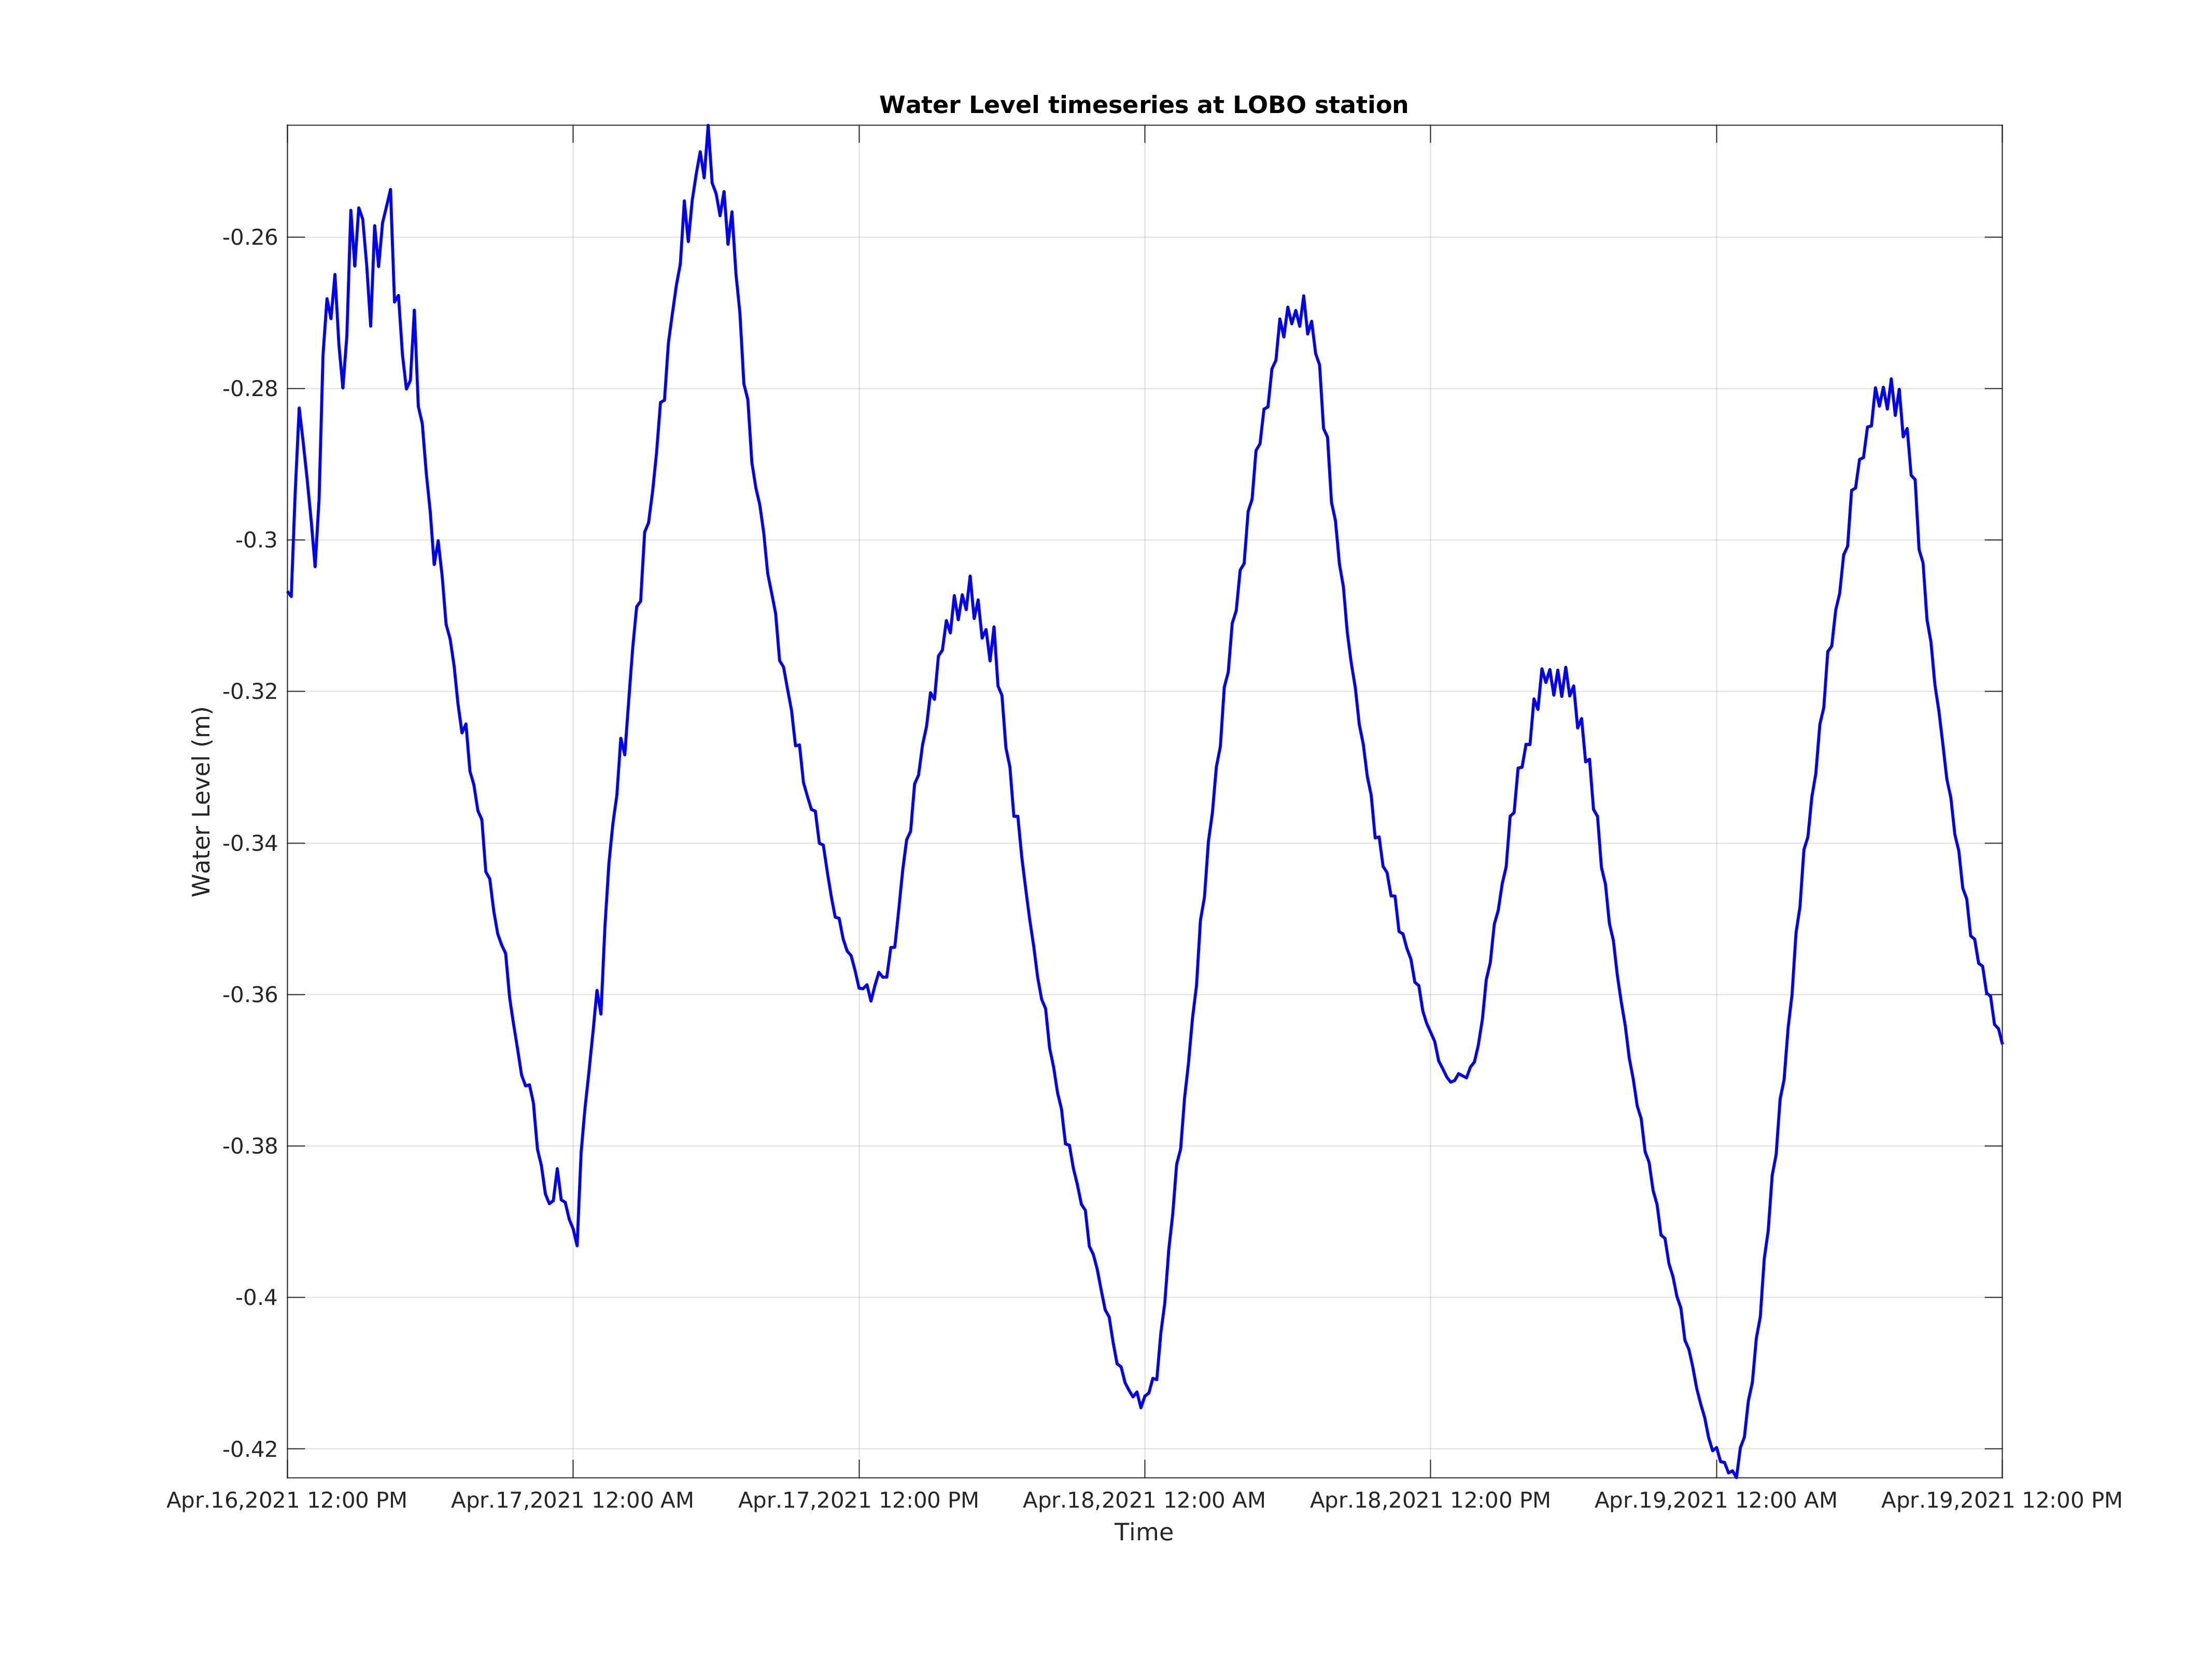 Water Level timeseries at LOBO station
-0.26
-0.28
-0.3
-0.32
-0.34
-0.36
-0.38
-0.4
-0.42
Water Level (m)
Apr.16,2021 12:00 PM
Apr.17,2021 12:00 AM
Apr.17,2021 12:00 PM
Apr.18,2021 12:00 AM
Apr.18,2021 12:00 PM
Apr.19,2021 12:00 AM
Apr.19,2021 12:00 PM
Time